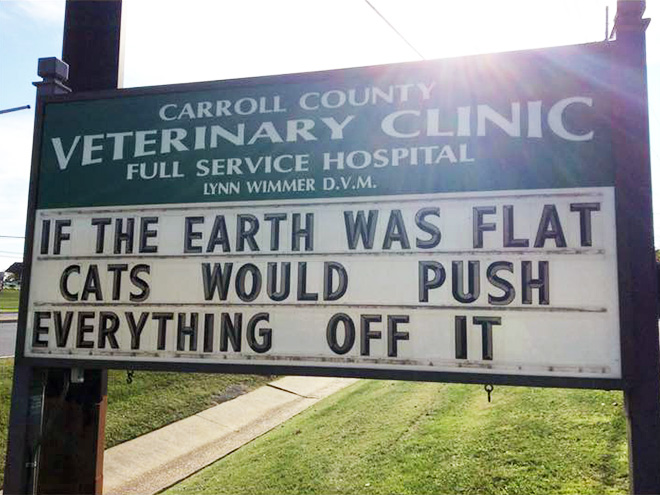 CARROLL COUNTY
VETERINARY CLINIC
FULL SERVICE HOSPITAL
LYNN WIMMER D.V.M.
IF THE EARTH WAS FLAT
CATS WOULD PUSH
EVERYTHING OFF IT